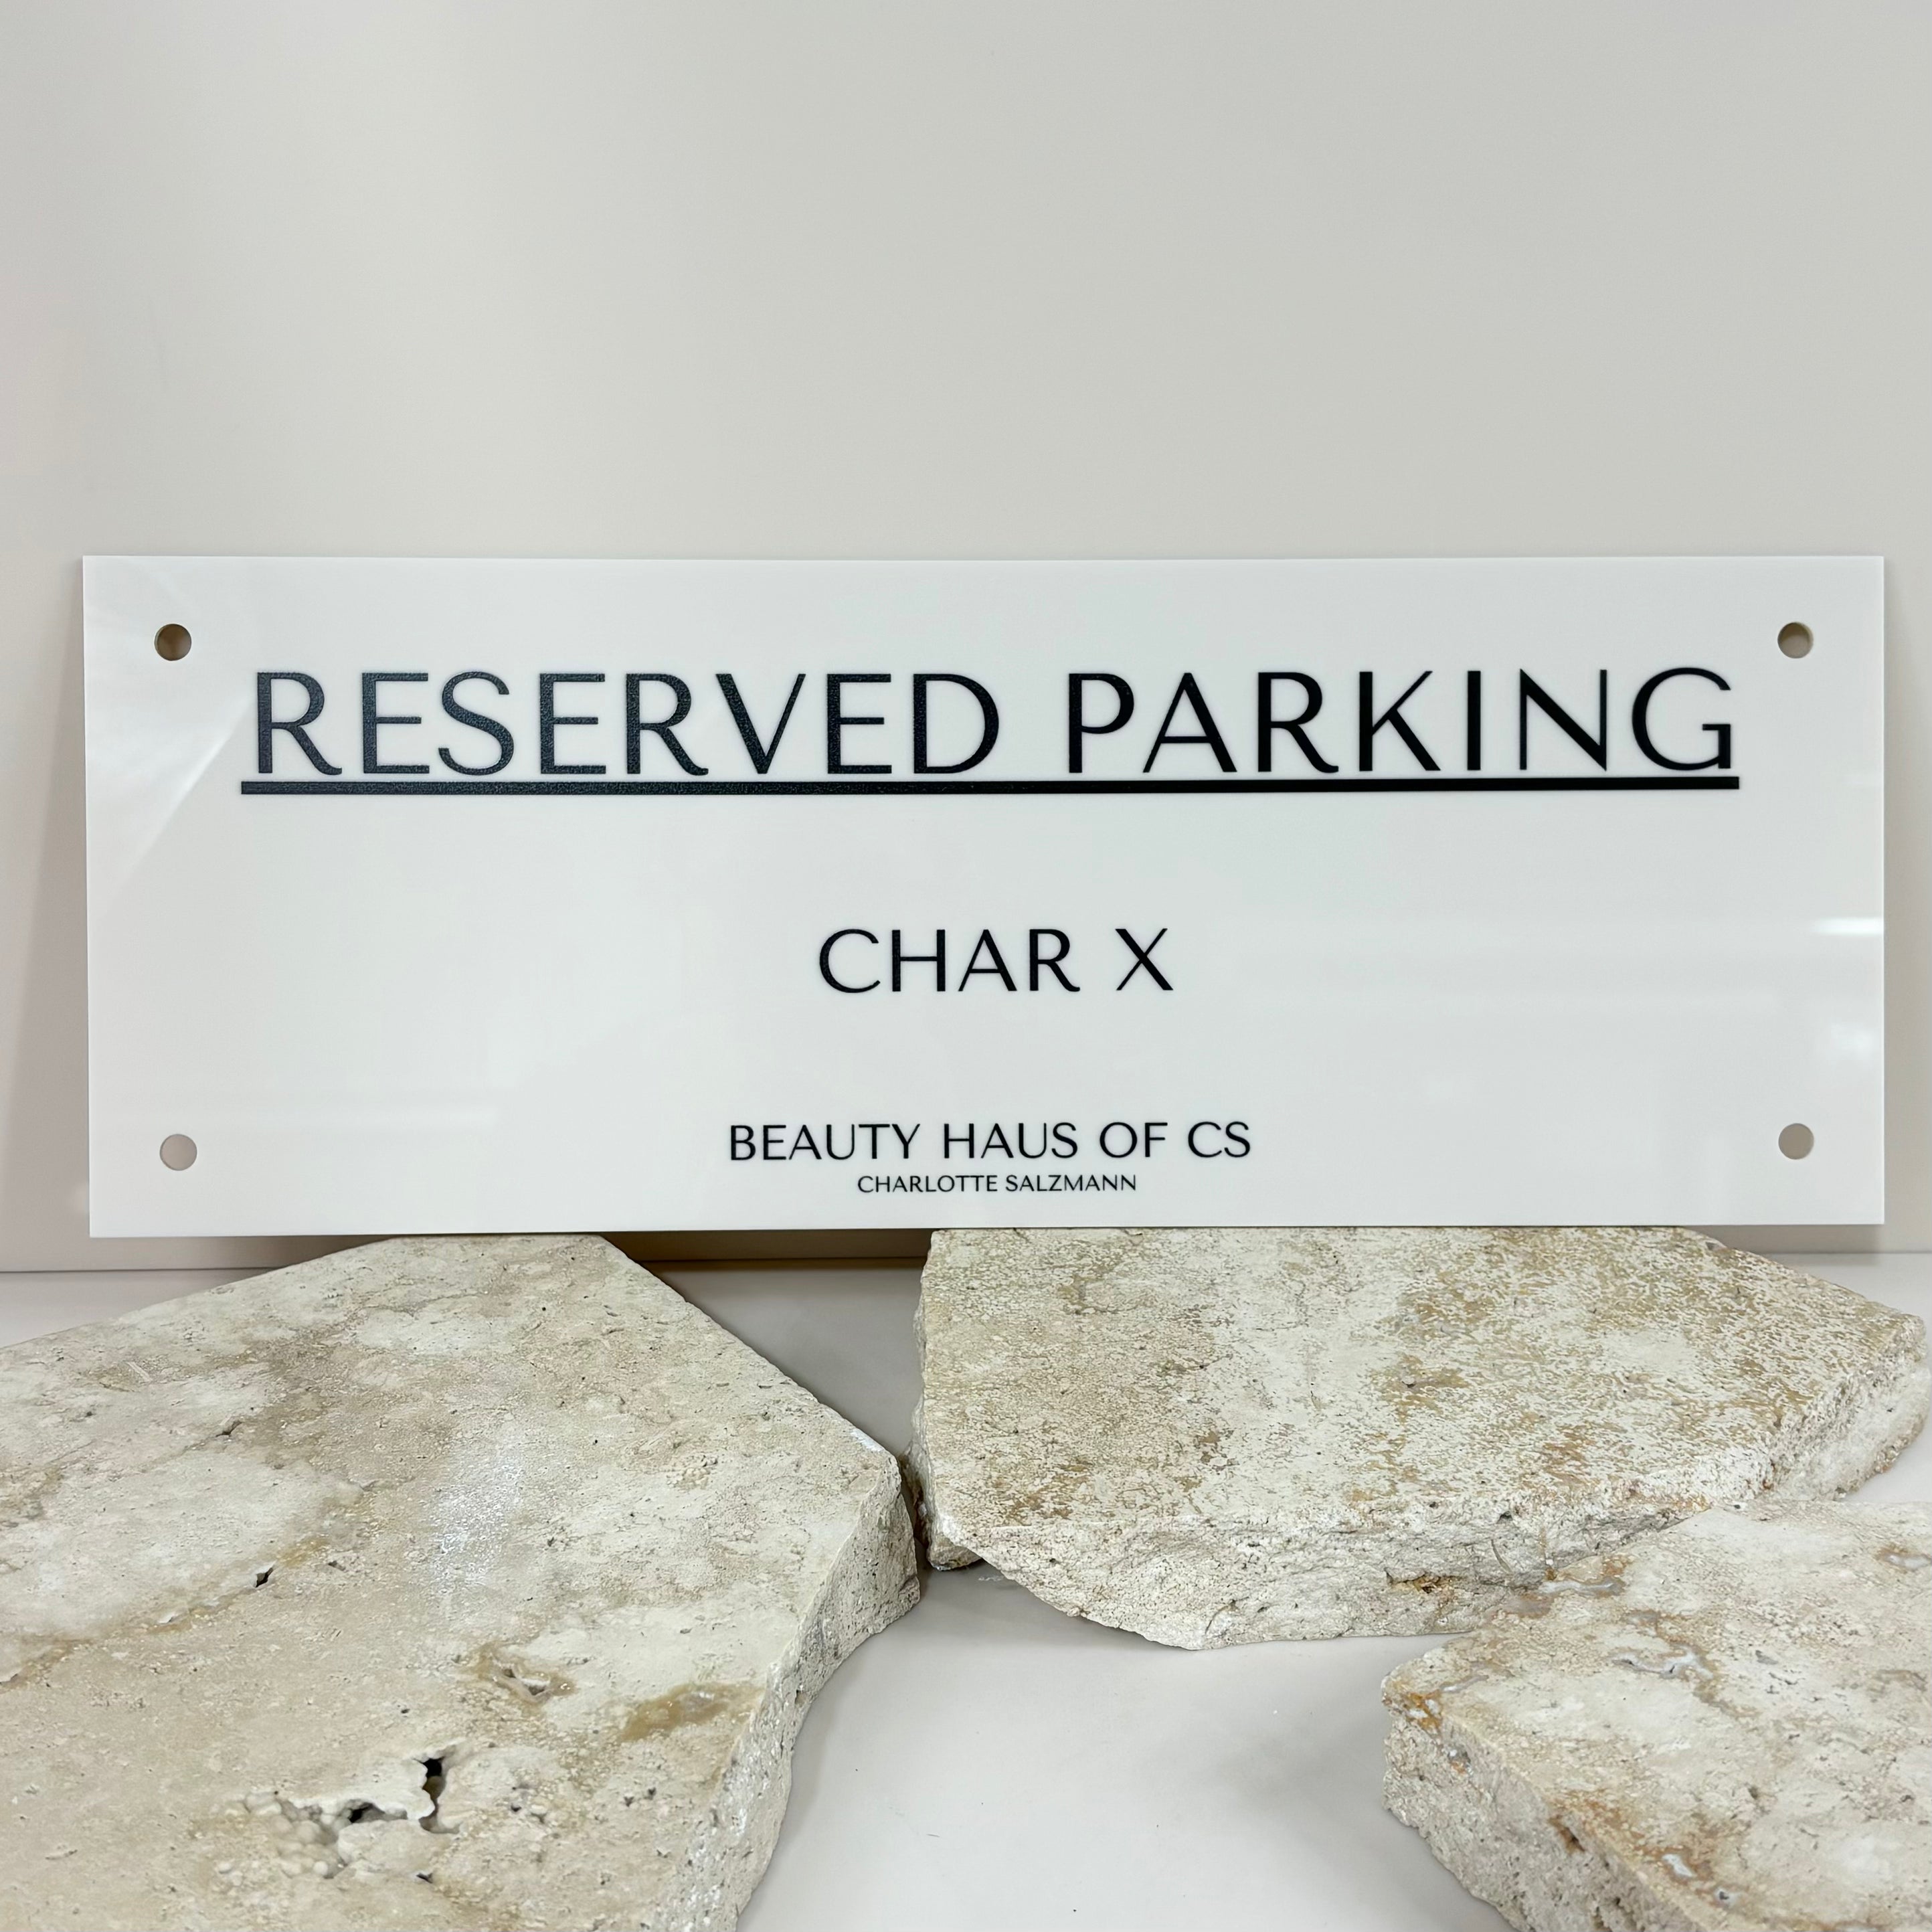 RESERVED PARKING
CHAR X
BEAUTY HAUS OF CS
CHARLOTTE SALZMANN